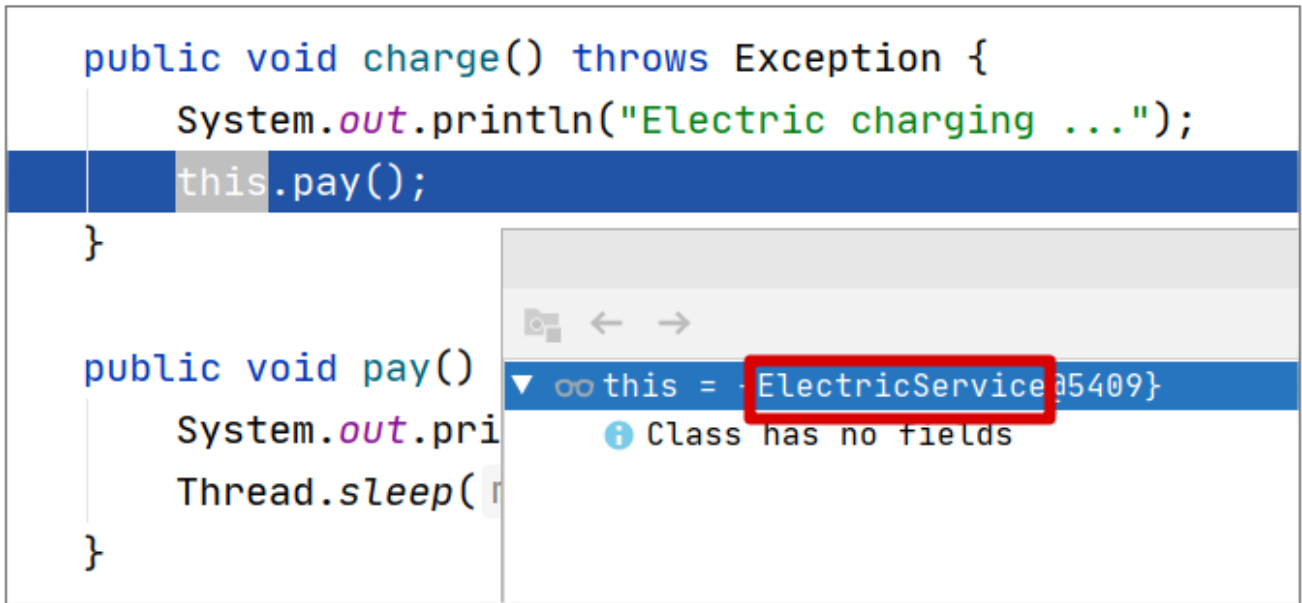 public void charge() throws Exception {
System.out.println("Electric charging ...");
this.pay();
}
public void pay()
System.out.pri
Thread.sleep(
}
this = {ElectricService@5409}
Class has no fields